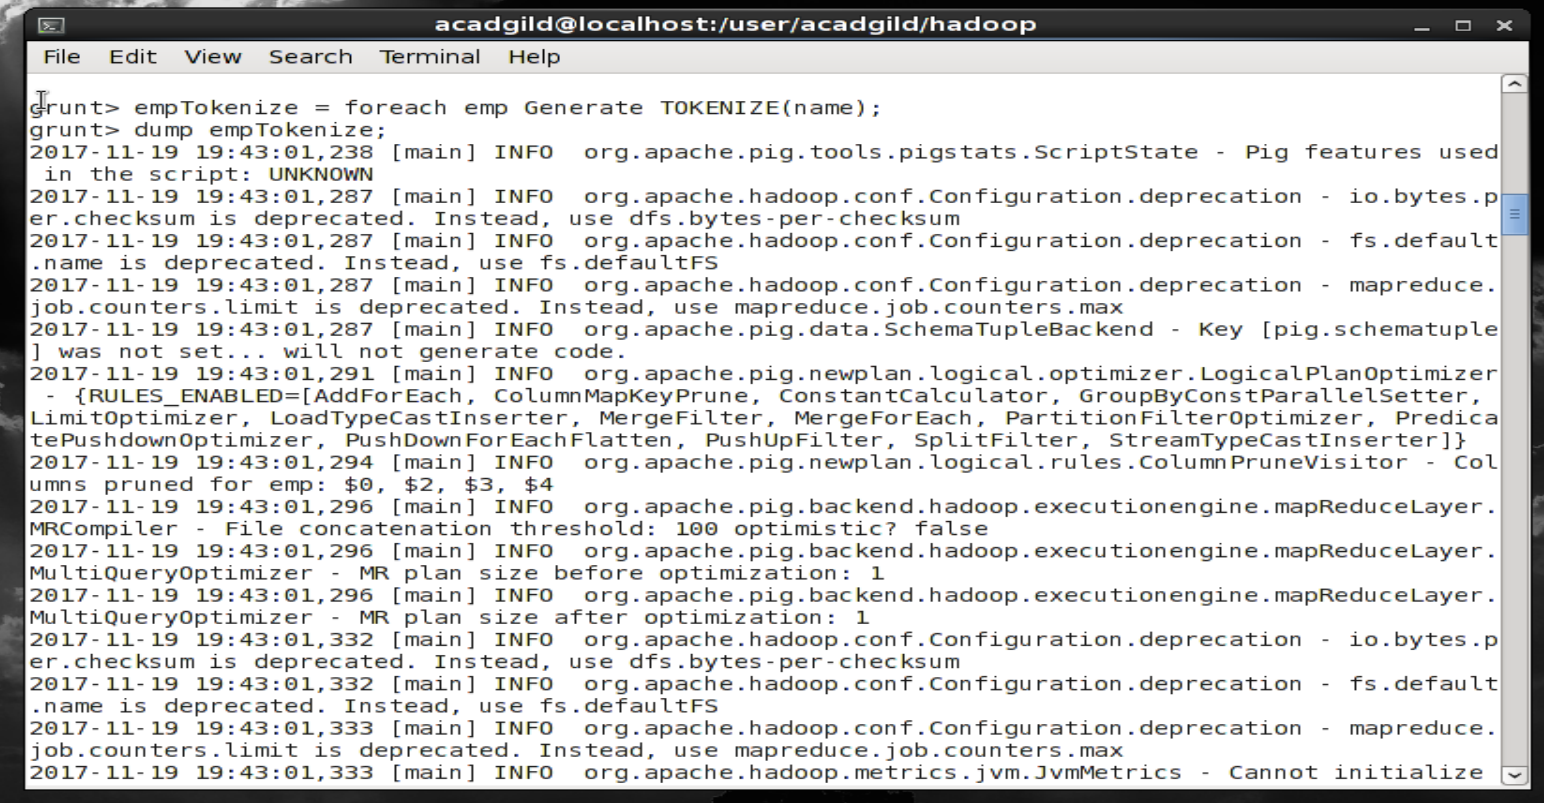 acadgild@localhost:/user/acadgild/hadoop
File Edit View Search Terminal Help
grunt> empTokenize = foreach emp Generate TOKENIZE(name);
grunt> dump empTokenize;
2017-11-19 19:43:01,238 [main] INFO  org.apache.pig.tools.pigstats.ScriptState - Pig features used
 in the script: UNKNOWN
2017-11-19 19:43:01,287 [main] INFO  org.apache.hadoop.conf.Configuration.deprecation - io.bytes.p
er.checksum is deprecated. Instead, use dfs.bytes-per-checksum
2017-11-19 19:43:01,287 [main] INFO  org.apache.hadoop.conf.Configuration.deprecation - fs.default
.name is deprecated. Instead, use fs.defaultFS
2017-11-19 19:43:01,287 [main] INFO  org.apache.hadoop.conf.Configuration.deprecation - mapreduce.
job.counters.limit is deprecated. Instead, use mapreduce.job.counters.max
2017-11-19 19:43:01,287 [main] INFO  org.apache.pig.data.SchemaTupleBackend - Key [pig.schematuple
] was not set... will not generate code.
2017-11-19 19:43:01,291 [main] INFO  org.apache.pig.newplan.logical.optimizer.LogicalPlanOptimizer
 - {RULES_ENABLED=[AddForEach, ColumnMapKeyPrune, ConstantCalculator, GroupByConstParallelSetter,
LimitOptimizer, LoadTypeCastInserter, MergeFilter, MergeForEach, PartitionFilterOptimizer, Predica
tePushdownOptimizer, PushDownForEachFlatten, PushUpFilter, SplitFilter, StreamTypeCastInserter]}
2017-11-19 19:43:01,294 [main] INFO  org.apache.pig.newplan.logical.rules.ColumnPruneVisitor - Col
umns pruned for emp: $0, $2, $3, $4
2017-11-19 19:43:01,296 [main] INFO  org.apache.pig.backend.hadoop.executionengine.mapReduceLayer.
MRCompiler - File concatenation threshold: 100 optimistic? false
2017-11-19 19:43:01,296 [main] INFO  org.apache.pig.backend.hadoop.executionengine.mapReduceLayer.
MultiQueryOptimizer - MR plan size before optimization: 1
2017-11-19 19:43:01,296 [main] INFO  org.apache.pig.backend.hadoop.executionengine.mapReduceLayer.
MultiQueryOptimizer - MR plan size after optimization: 1
2017-11-19 19:43:01,332 [main] INFO  org.apache.hadoop.conf.Configuration.deprecation - io.bytes.p
er.checksum is deprecated. Instead, use dfs.bytes-per-checksum
2017-11-19 19:43:01,332 [main] INFO  org.apache.hadoop.conf.Configuration.deprecation - fs.default
.name is deprecated. Instead, use fs.defaultFS
2017-11-19 19:43:01,333 [main] INFO  org.apache.hadoop.conf.Configuration.deprecation - mapreduce.
job.counters.limit is deprecated. Instead, use mapreduce.job.counters.max
2017-11-19 19:43:01,333 [main] INFO  org.apache.hadoop.metrics.jvm.JvmMetrics - Cannot initialize